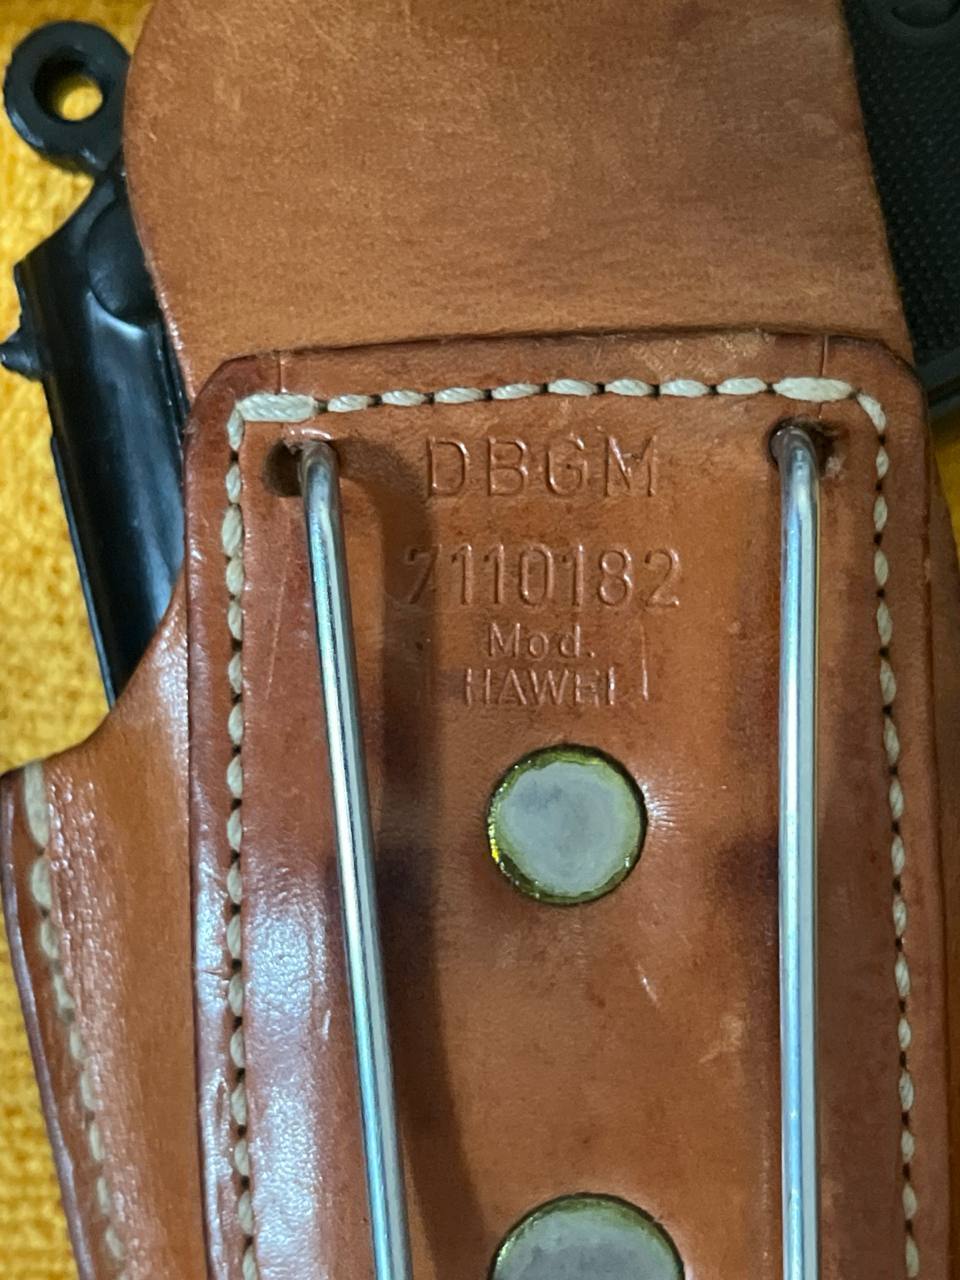 DBGM
7110182
Mod.
HAWEI